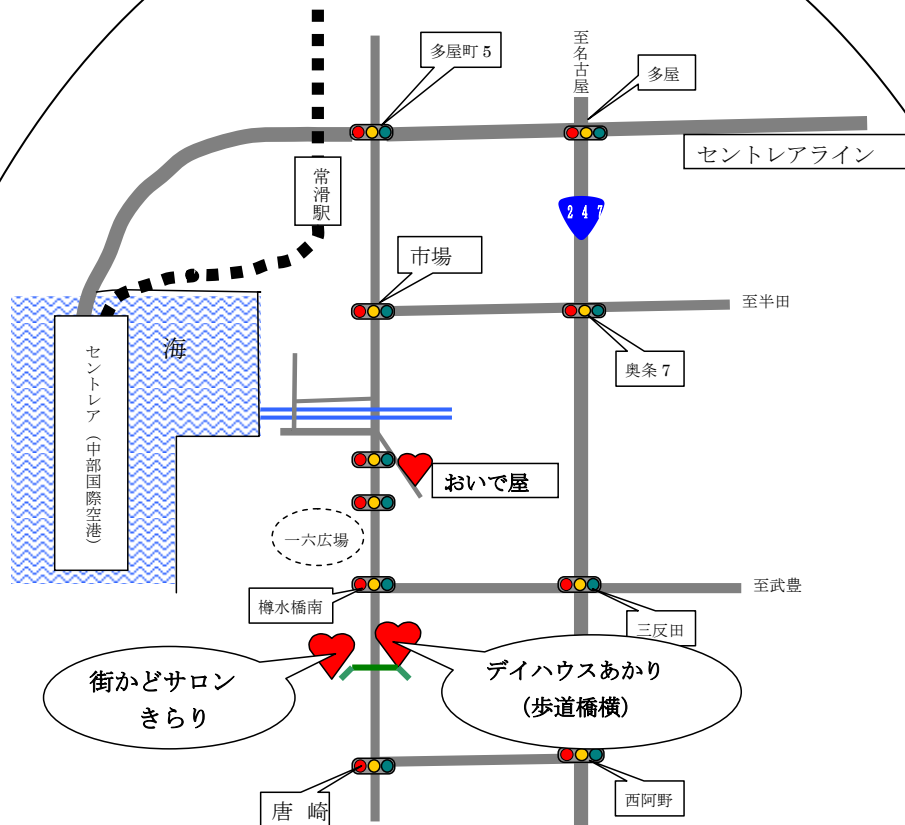 至名古屋
多屋町5
多屋
セントレアライン
常滑駅
247
市場
至半田
海
奥条7
セントレア（中部国際空港）
おいで屋
一六広場
至武豊
樽水橋南
三反田
街かどサロン
きらり
デイハウスあかり
(歩道橋横)
唐 崎
西阿野